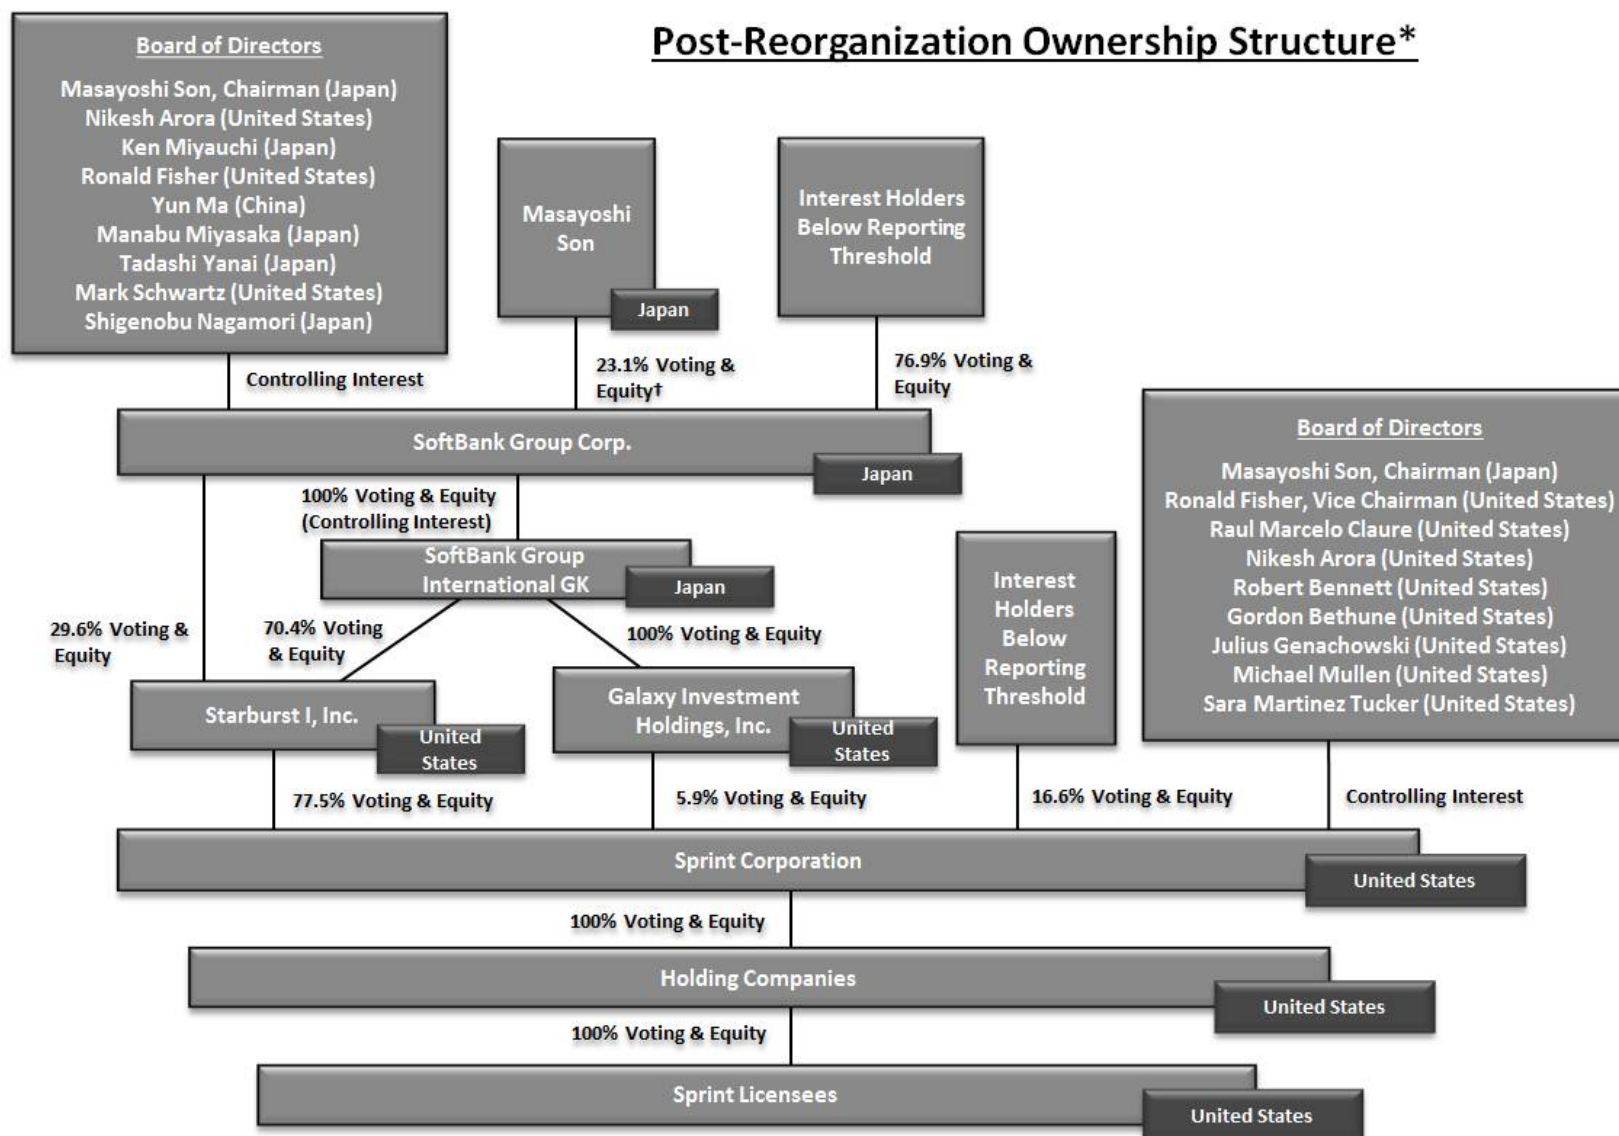 Post-Reorganization Ownership Structure*
Board of Directors
Masayoshi Son, Chairman (Japan)
Nikesh Arora (United States)
Ken Miyauchi (Japan)
Ronald Fisher (United States)
Yun Ma (China)
Manabu Miyasaka (Japan)
Tadashi Yanai (Japan)
Mark Schwartz (United States)
Shigenobu Nagamori (Japan)
Masayoshi
Son
Japan
Interest Holders
Below Reporting
Threshold
Controlling Interest
23.1% Voting &
Equity†
76.9% Voting &
Equity
SoftBank Group Corp.
Japan
100% Voting & Equity
(Controlling Interest)
SoftBank Group
International GK
Japan
29.6% Voting &
Equity
70.4% Voting
& Equity
100% Voting & Equity
Starburst I, Inc.
United
States
Galaxy Investment
Holdings, Inc.
United
States
Interest
Holders
Below
Reporting
Threshold
Board of Directors
Masayoshi Son, Chairman (Japan)
Ronald Fisher, Vice Chairman (United States)
Raul Marcelo Claure (United States)
Nikesh Arora (United States)
Robert Bennett (United States)
Gordon Bethune (United States)
Julius Genachowski (United States)
Michael Mullen (United States)
Sara Martinez Tucker (United States)
77.5% Voting & Equity
5.9% Voting & Equity
16.6% Voting & Equity
Controlling Interest
Sprint Corporation
United States
100% Voting & Equity
Holding Companies
United States
100% Voting & Equity
Sprint Licensees
United States